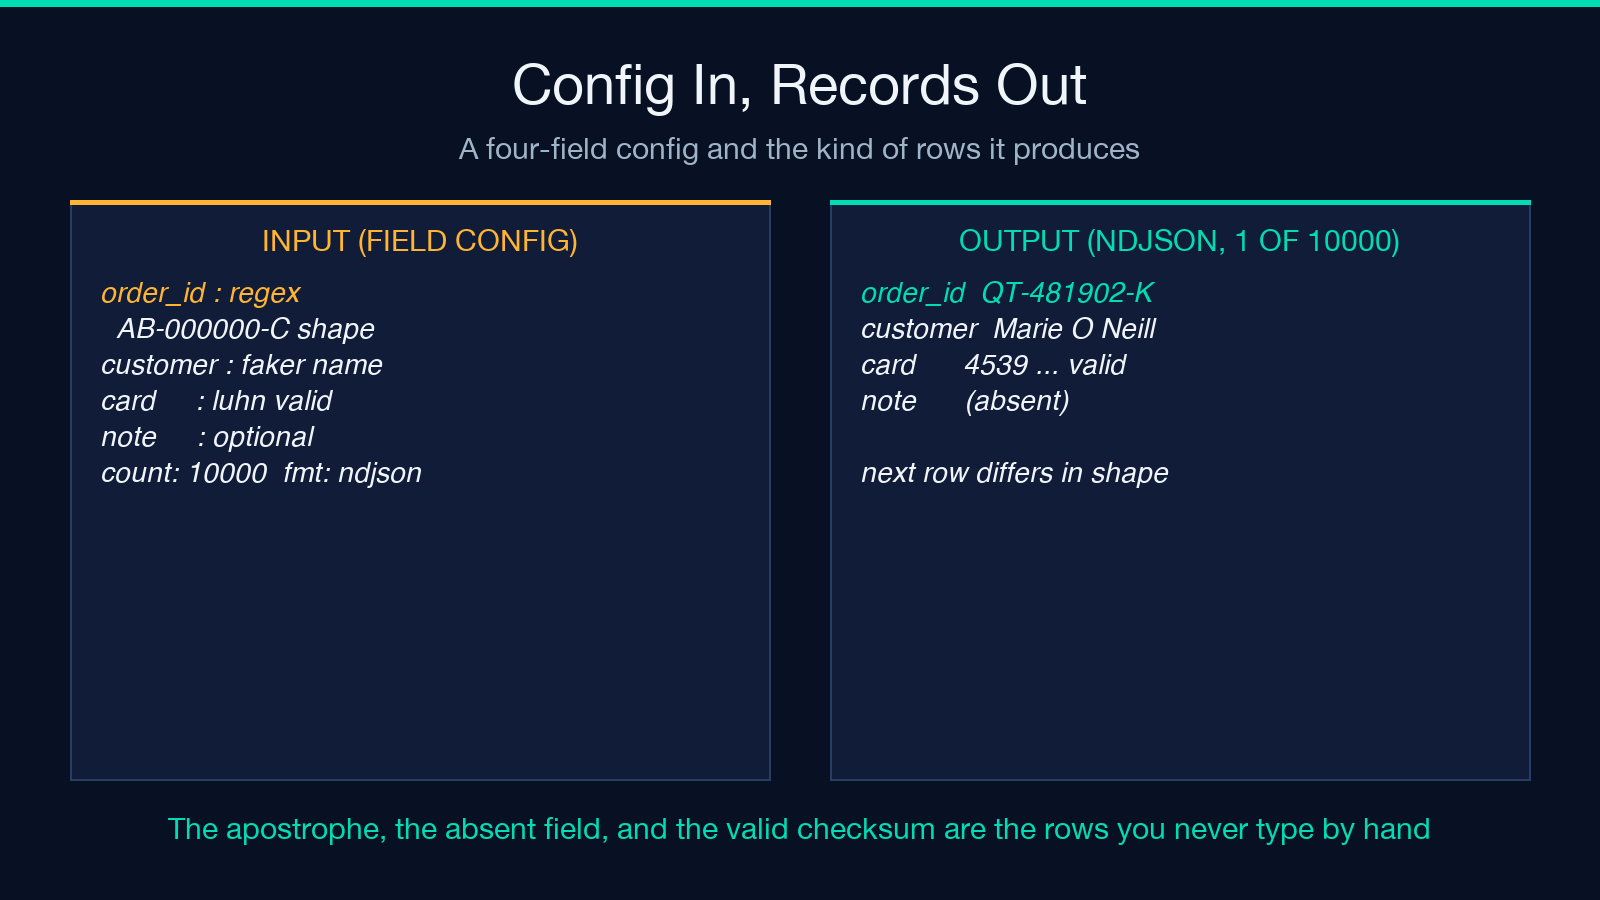 Config In, Records Out
A four-field config and the kind of rows it produces
INPUT (FIELD CONFIG)
order_id : regex
AB-000000-C shape
customer : faker name
card : luhn valid
note : optional
count: 10000 fmt: ndjson
OUTPUT (NDJSON, 1 OF 10000)
order_id QT-481902-K
customer Marie O Neill
card 4539 ... valid
note (absent)
next row differs in shape
The apostrophe, the absent field, and the valid checksum are the rows you never type by hand